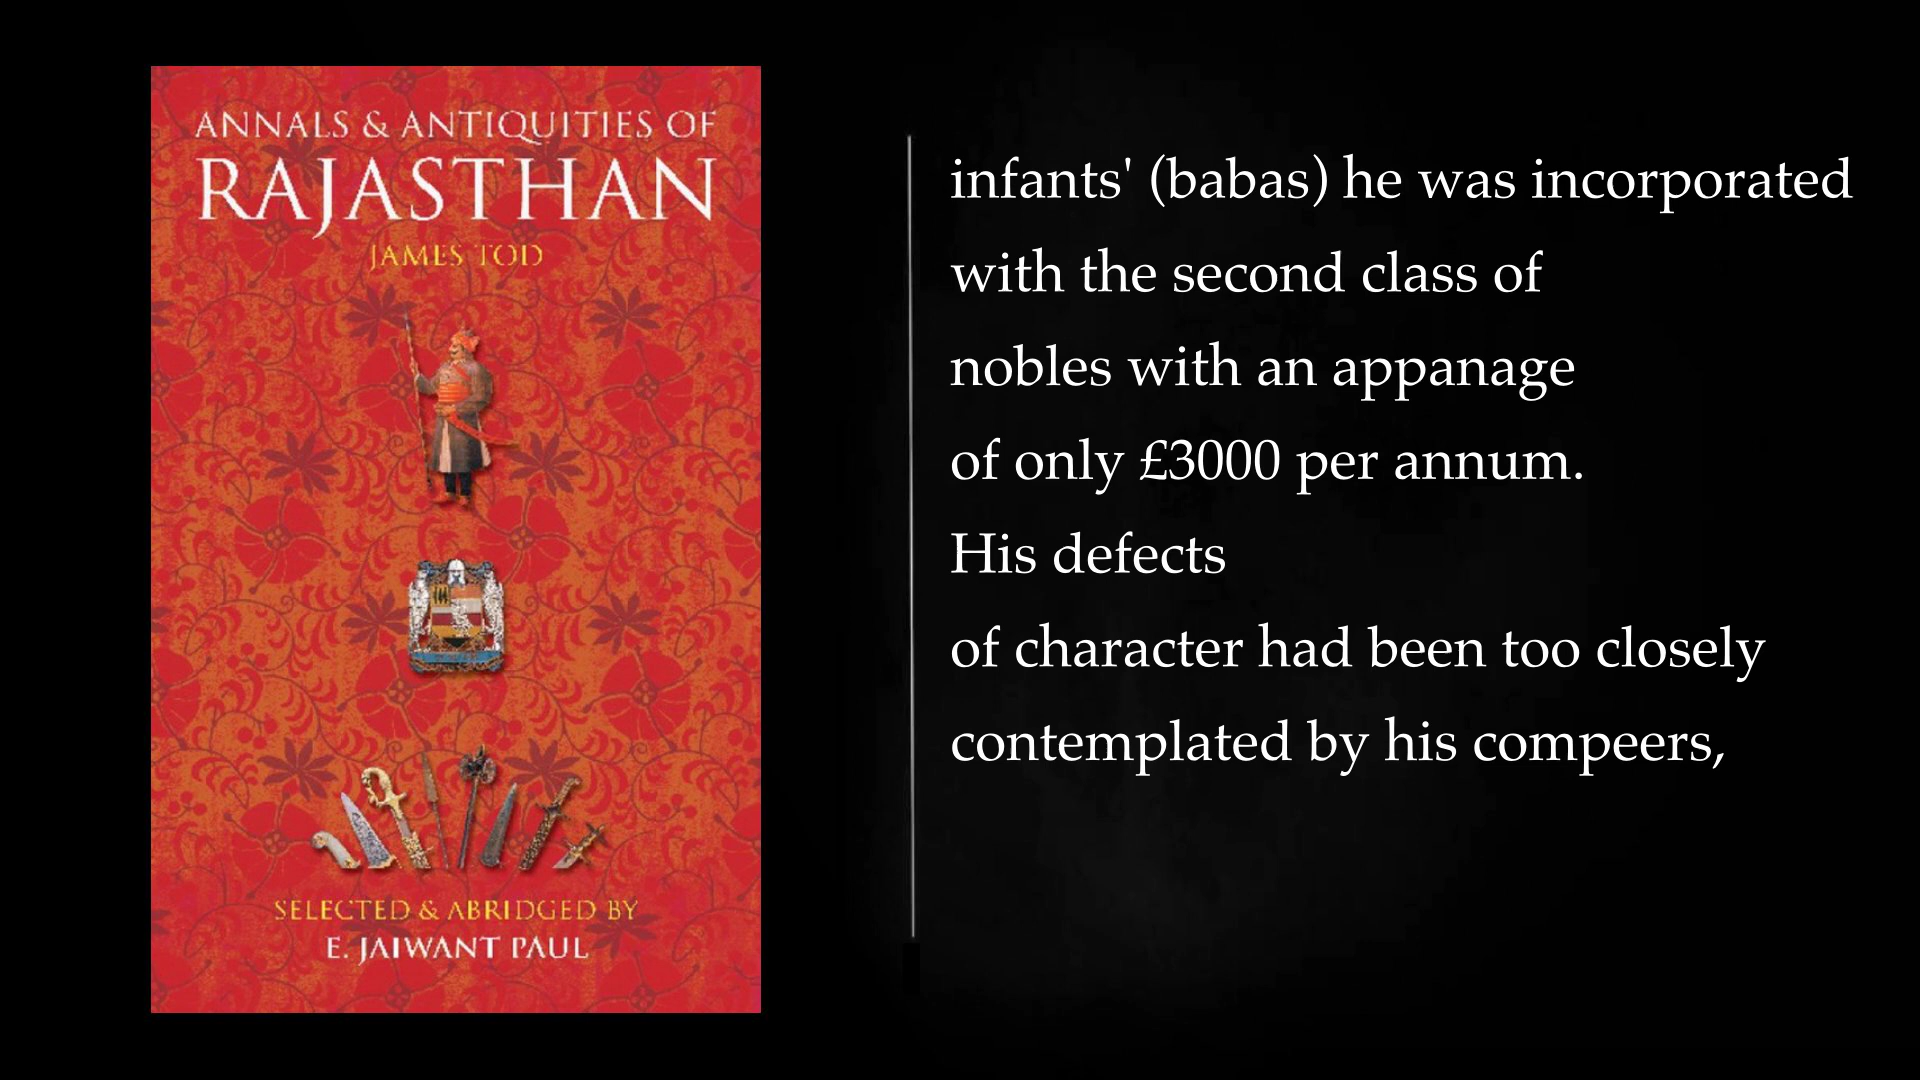 ANNALS & ANTIQUITIES OF
RAJASTHAN
JAMES TOD
SELECTED & ABRIDGED BY
E. JAIWANT PAUL
infants' (babas) he was incorporated
with the second class of
nobles with an appanage
of only £3000 per annum.
His defects
of character had been too closely
contemplated by his compeers,